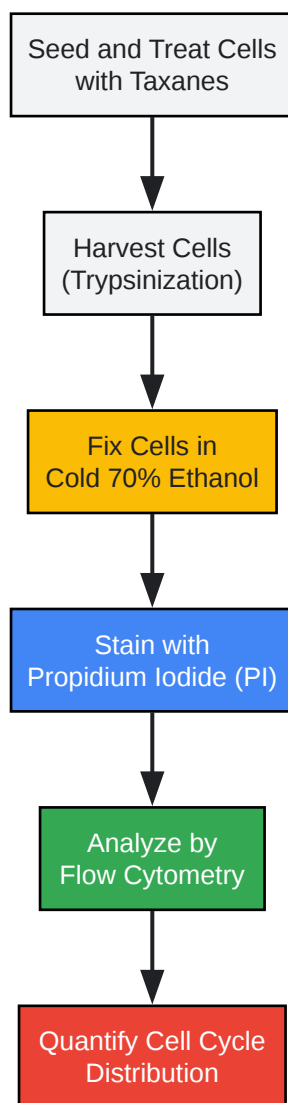 Seed and Treat Cells
with Taxanes
Harvest Cells
(Trypsinization)
Fix Cells in
Cold 70% Ethanol
Stain with
Propidium Iodide (PI)
Analyze by
Flow Cytometry
Quantify Cell Cycle
Distribution